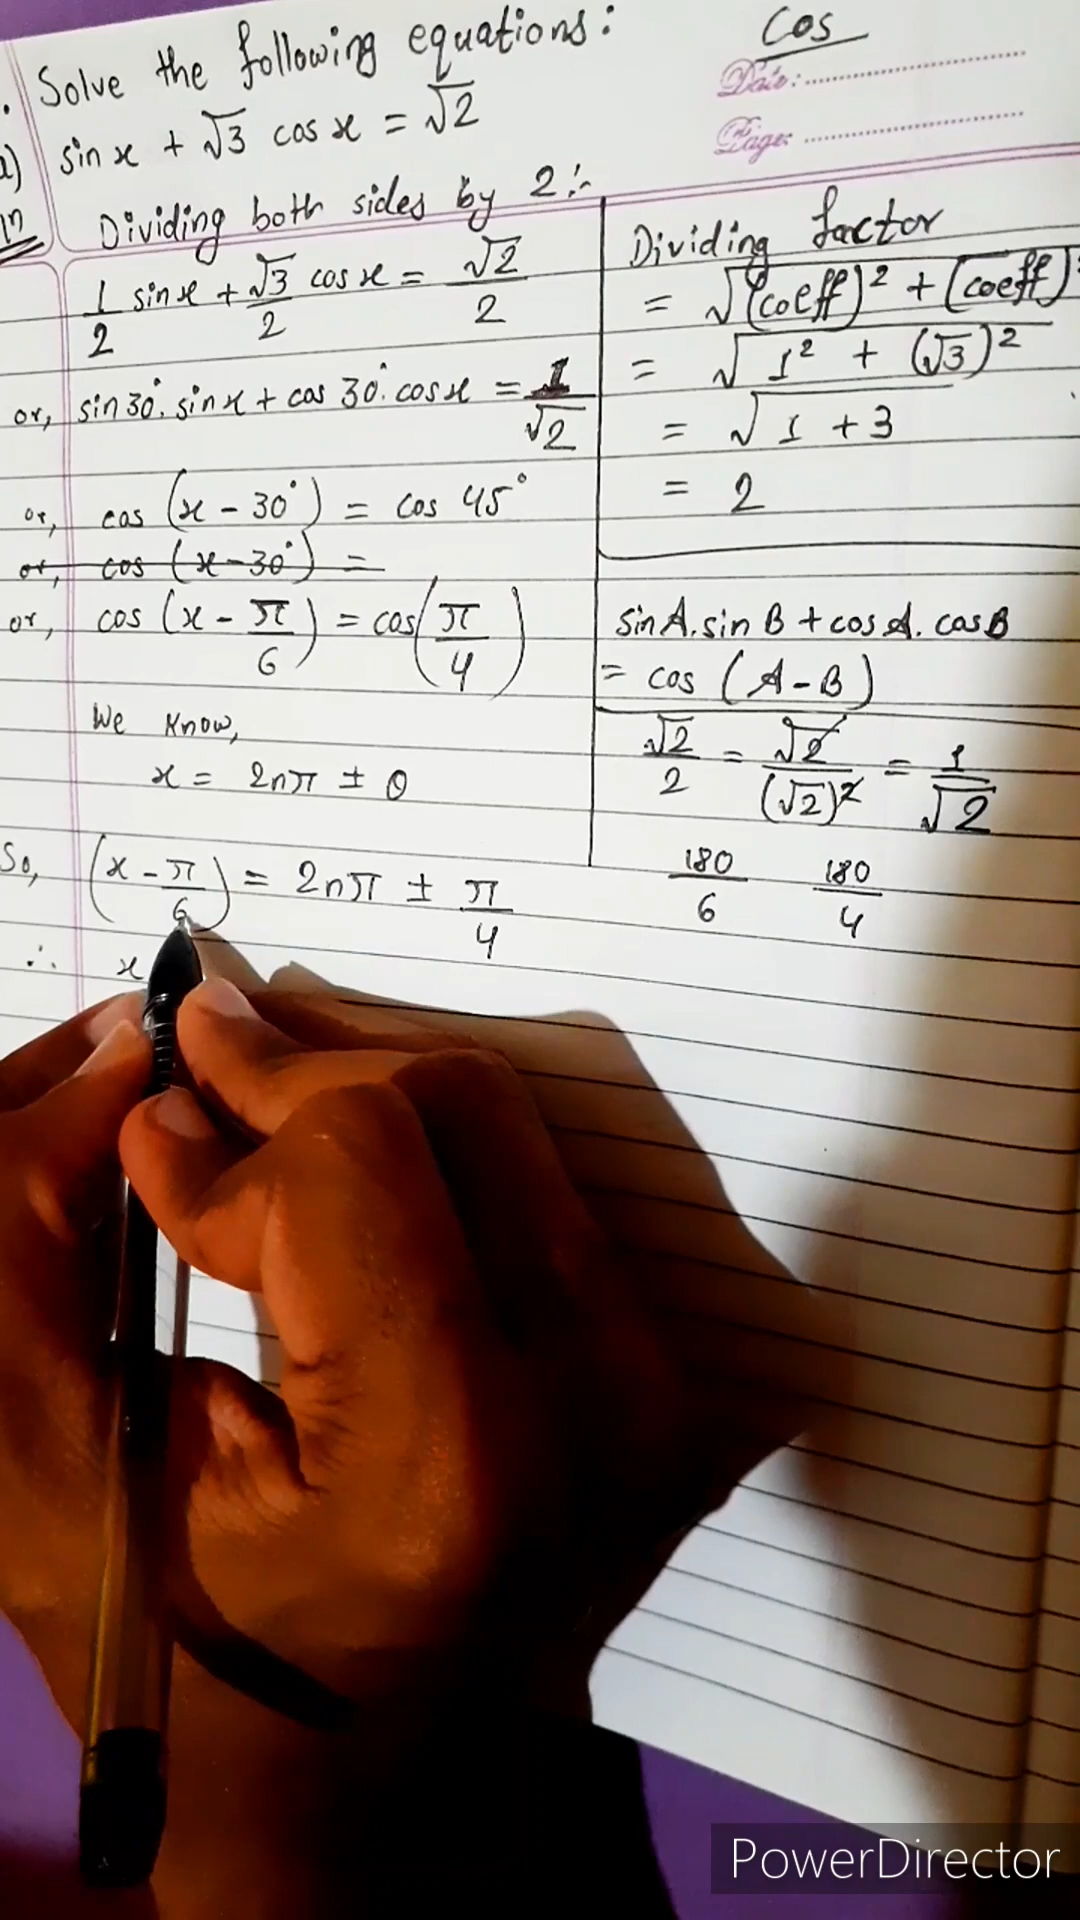 Cos
. Solve the following equations:
Date:
a) sin x + √3 cos x = √2
Page:
Dividing both sides by 2:-
1/2 sin x + √3/2 cos x = √2/2
or, sin 30°. sin x + cos 30°. cos x = 1/√2
or, cos (x - 30°) = cos 45°
or, cos (x - 30°) =
or, cos (x - π/6) = cos (π/4)
We Know,
x = 2nπ ± θ
So, (x - π/6) = 2nπ ± π/4
∴ x
Dividing factor
= √(coeff)² + (coeff)²
= √1² + (√3)²
= √1 + 3
= 2
sin A. sin B + cos A. cos B
= cos (A - B)
√2/2 = √2/(√2)² = 1/√2
180/6 180/4
PowerDirector